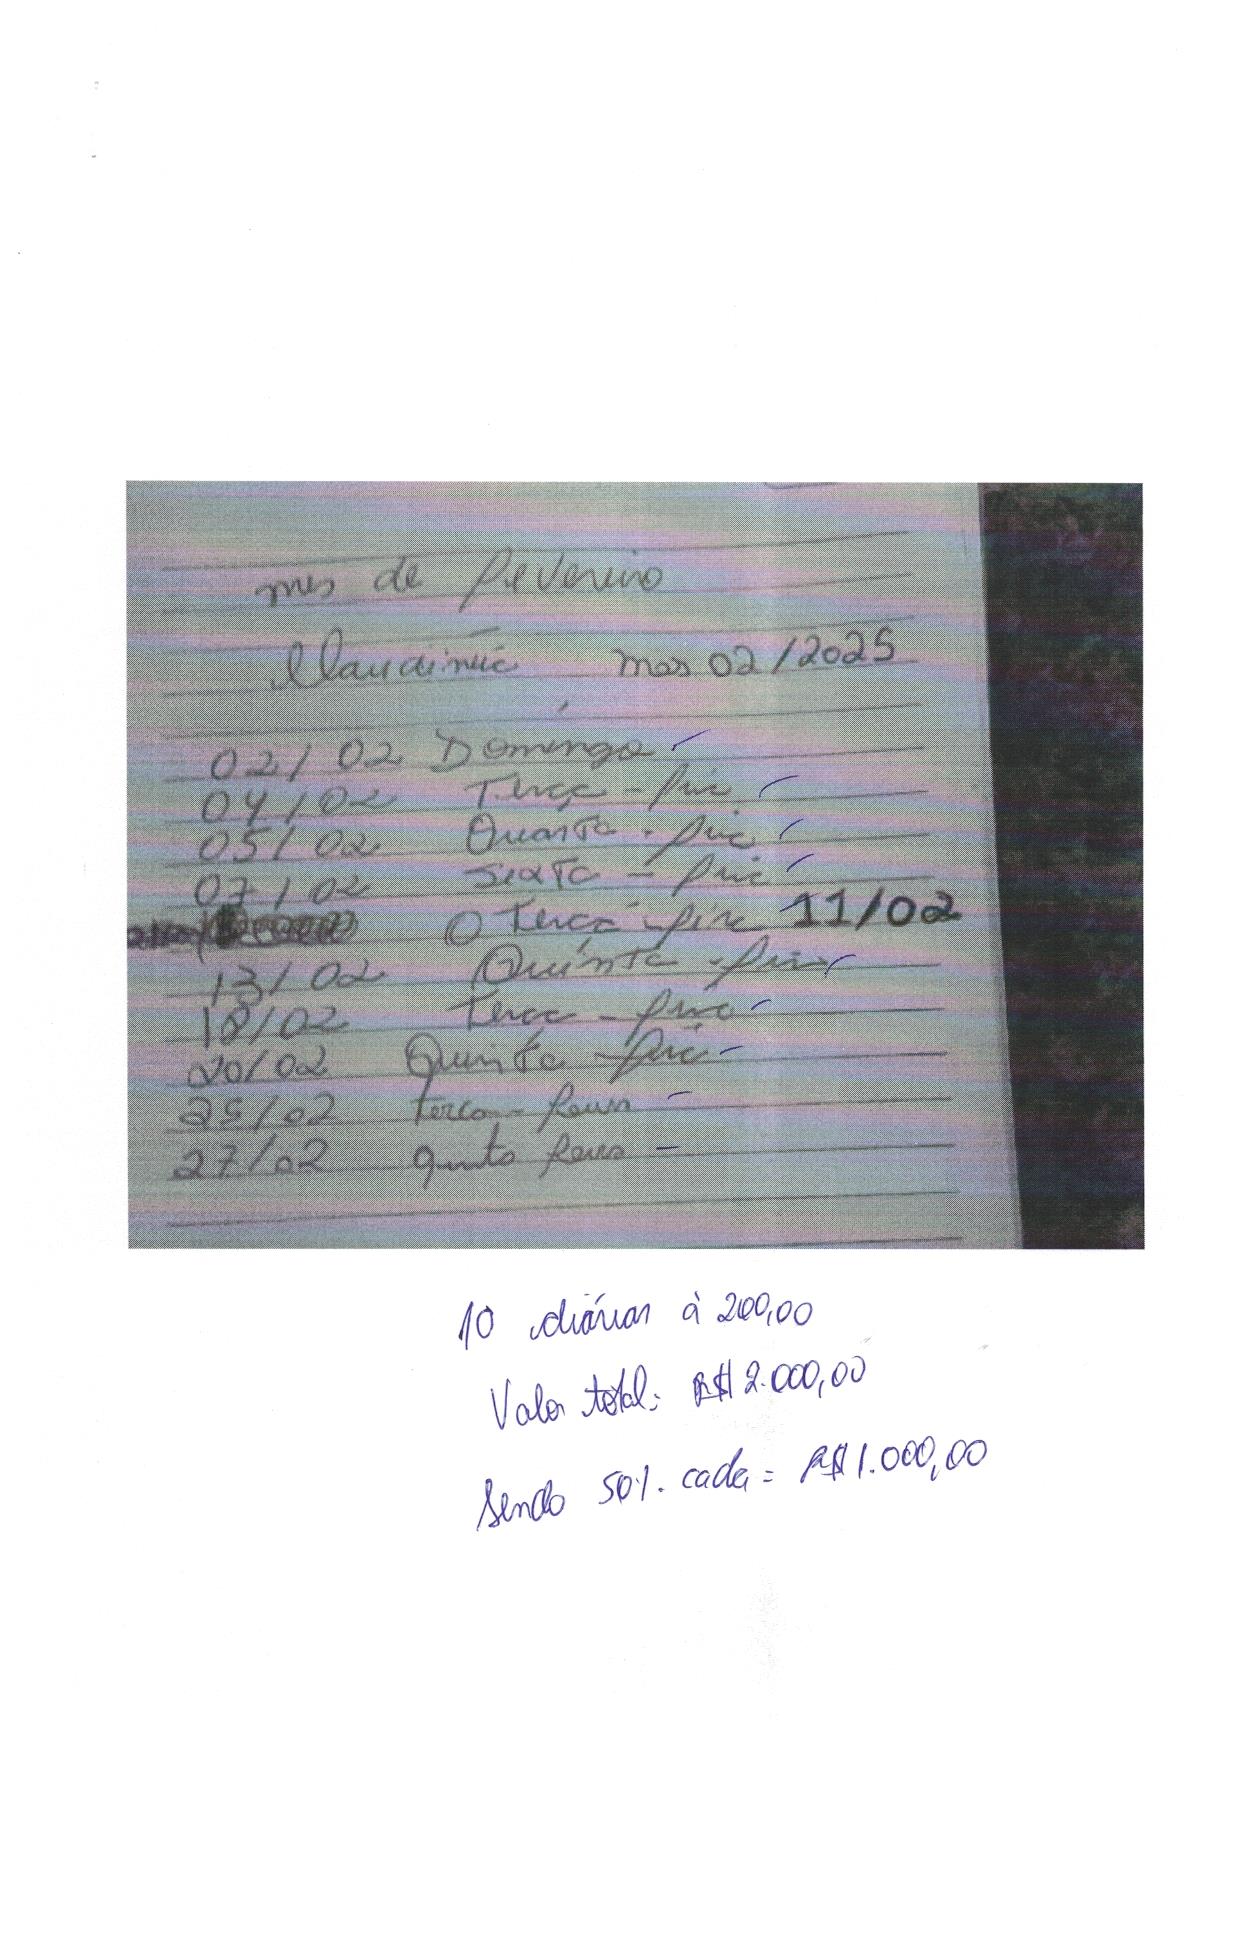 mes de feVereiro
Claudinéia mes 02/2025
02/02 Domingo
04/02 Terça-feira
05/02 Quarta-feira
07/02 Sexta-feira
Terça-feira 11/02
13/02 Quinta-feira
18/02 Terça-feira
20/02 Quinta-feira
25/02 terca-feira
27/02 quinta feira
10 diárias à 200,00
Valor total: R$ 2.000,00
Sendo 50% cada = R$ 1.000,00